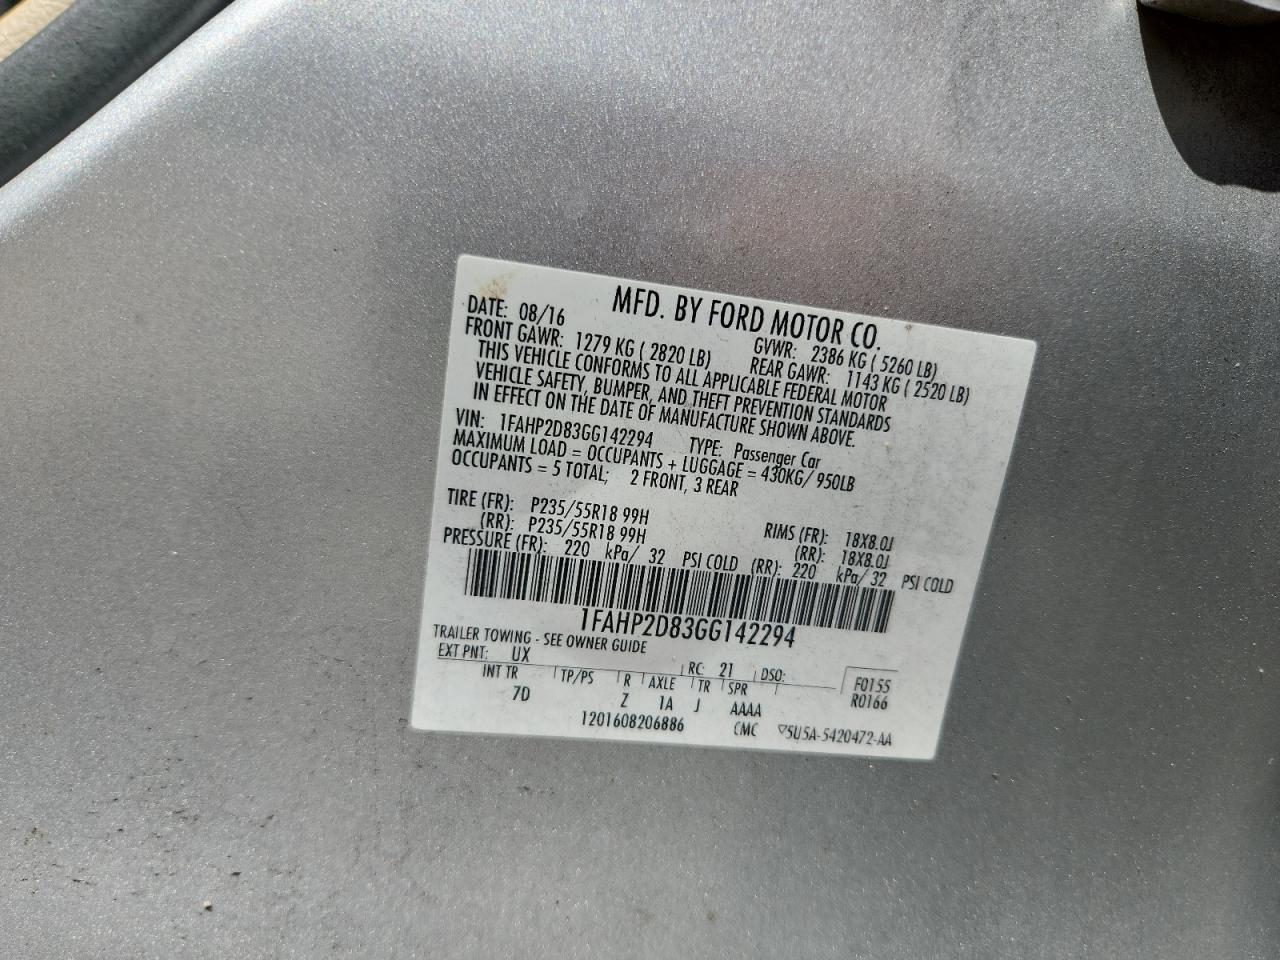 MFD. BY FORD MOTOR CO.
DATE: 08/16 GVWR: 2386 KG ( 5260 LB)
FRONT GAWR: 1279 KG ( 2820 LB) REAR GAWR: 1143 KG ( 2520 LB)
THIS VEHICLE CONFORMS TO ALL APPLICABLE FEDERAL MOTOR
VEHICLE SAFETY, BUMPER, AND THEFT PREVENTION STANDARDS
IN EFFECT ON THE DATE OF MANUFACTURE SHOWN ABOVE.
VIN: 1FAHP2D83GG142294 TYPE: Passenger Car
MAXIMUM LOAD = OCCUPANTS + LUGGAGE = 430KG/ 950LB
OCCUPANTS = 5 TOTAL; 2 FRONT, 3 REAR
TIRE (FR): P235/55R18 99H RIMS (FR): 18X8.0J
(RR): P235/55R18 99H (RR): 18X8.0J
PRESSURE (FR): 220 kPa/ 32 PSI COLD (RR): 220 kPa/ 32 PSI COLD
1FAHP2D83GG142294
TRAILER TOWING - SEE OWNER GUIDE
EXT PNT: UX RC: 21 DSO: F0155
INT TR TP/PS R AXLE TR SPR R0166
7D Z 1A J AAAA
1201608206886 CMC ▽5U5A-5420472-AA